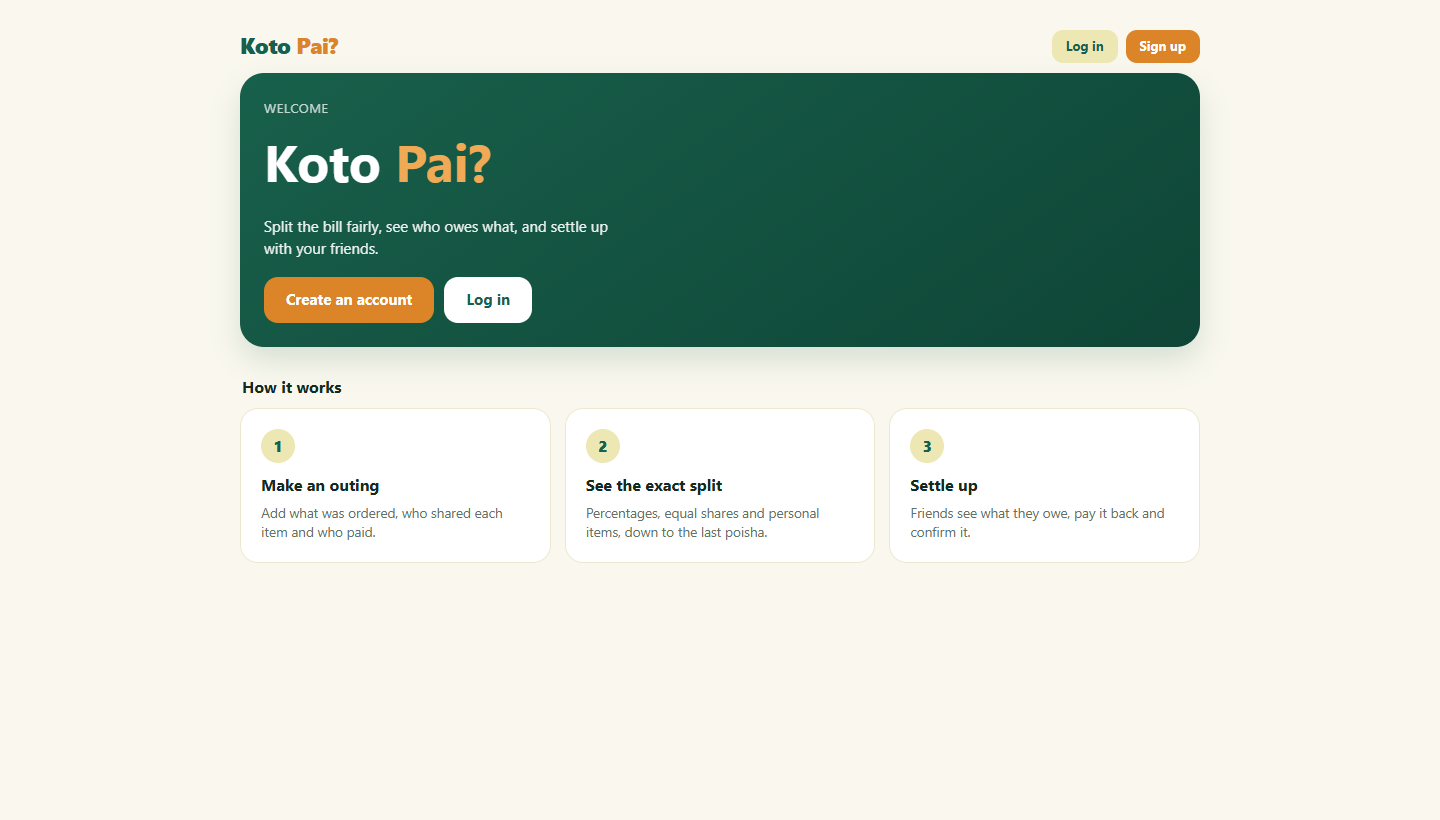 Koto Pai?
Log in
Sign up
WELCOME
Koto Pai?
Split the bill fairly, see who owes what, and settle up
with your friends.
Create an account
Log in
How it works
1
Make an outing
Add what was ordered, who shared each
item and who paid.
2
See the exact split
Percentages, equal shares and personal
items, down to the last poisha.
3
Settle up
Friends see what they owe, pay it back and
confirm it.